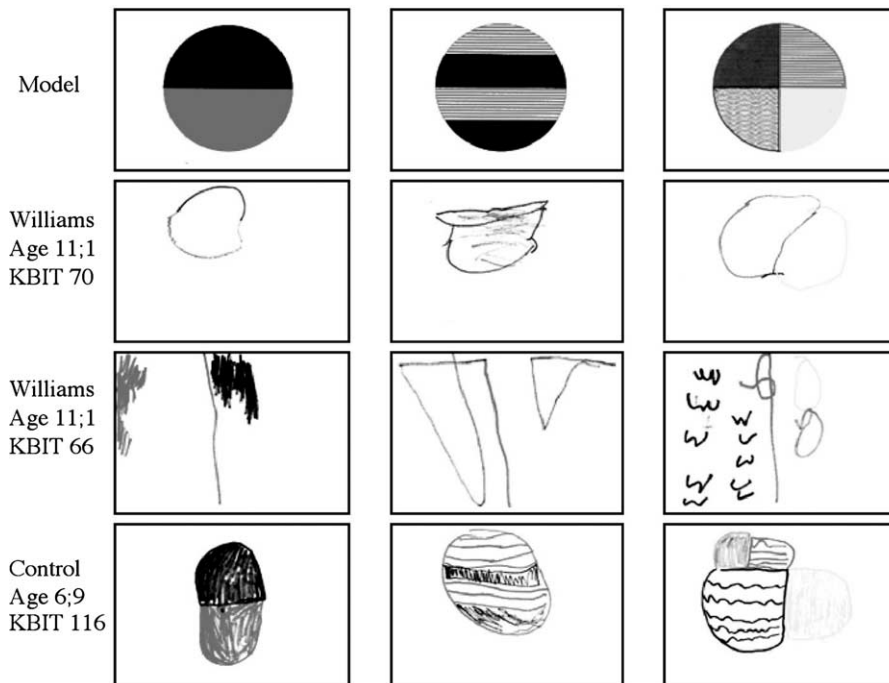 Model
Williams
Age 11;1
KBIT 70
Williams
Age 11;1
KBIT 66
Control
Age 6;9
KBIT 116